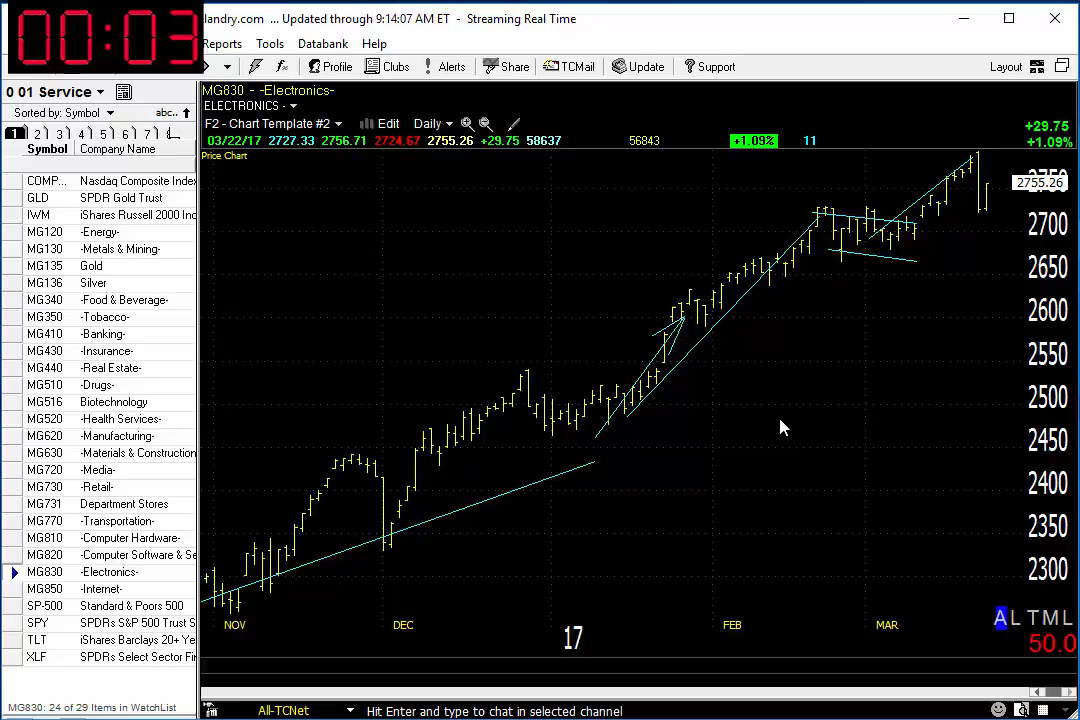 00:03
landry.com ... Updated through 9:14:07 AM ET - Streaming Real Time
Reports Tools Databank Help
Profile Clubs Alerts Share TCMail Update Support Layout
0 01 Service
Sorted by: Symbol abc..
1 2 3 4 5 6 7
Symbol Company Name
COMP... Nasdaq Composite Index
GLD SPDR Gold Trust
IWM iShares Russell 2000 Inc
MG120 -Energy-
MG130 -Metals & Mining-
MG135 Gold
MG136 Silver
MG340 -Food & Beverage-
MG350 -Tobacco-
MG410 -Banking-
MG430 -Insurance-
MG440 -Real Estate-
MG510 -Drugs-
MG516 Biotechnology
MG520 -Health Services-
MG620 -Manufacturing-
MG630 -Materials & Construction
MG720 -Media-
MG730 -Retail-
MG731 Department Stores
MG770 -Transportation-
MG810 -Computer Hardware-
MG820 -Computer Software & Se
MG830 -Electronics-
MG850 -Internet-
SP-500 Standard & Poors 500
SPY SPDRs S&P 500 Trust S
TLT iShares Barclays 20+ Ye
XLF SPDRs Select Sector Fi
MG830: 24 of 29 Items in WatchList
MG830 - -Electronics-
ELECTRONICS -
F2 - Chart Template #2 Edit Daily
+29.75
03/22/17 2727.33 2756.71 2724.67 2755.26 +29.75 58637 56843 +1.09% 11 +1.09%
Price Chart
2755.26
2700
2650
2600
2550
2500
2450
2400
2350
2300
NOV DEC 17 FEB MAR
A L T M L
50.0
All-TCNet Hit Enter and type to chat in selected channel